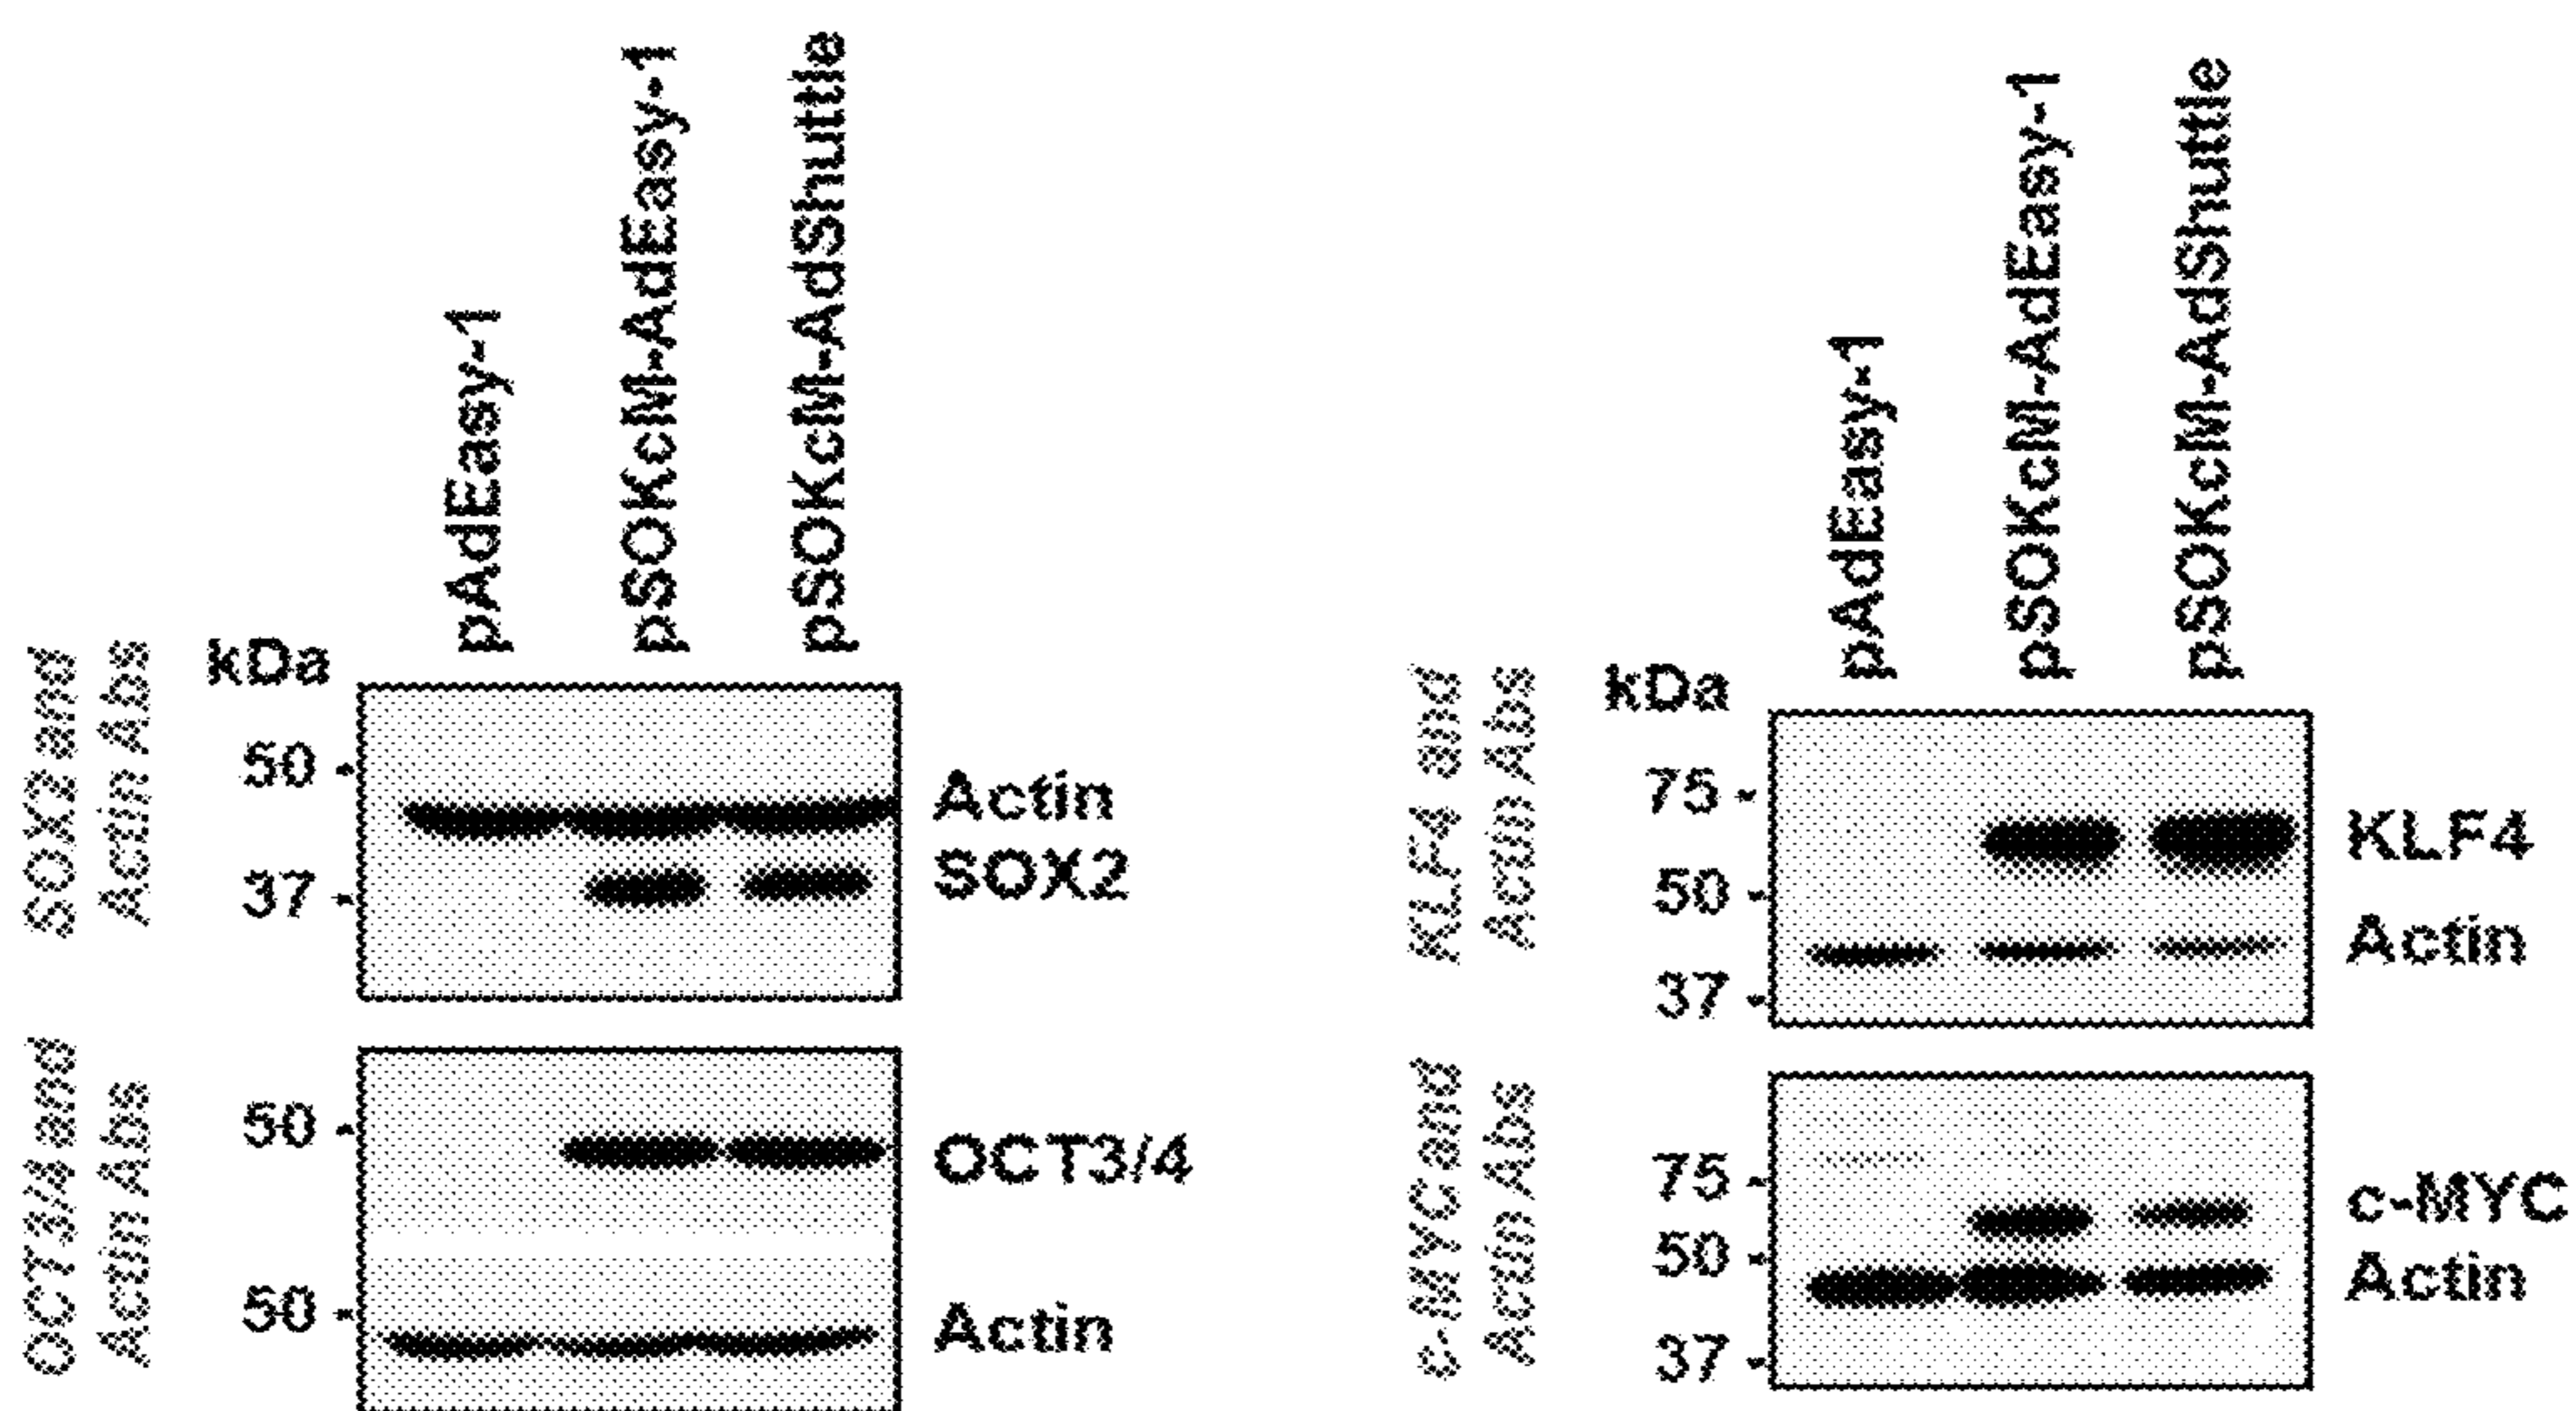 pAdEasy-1
pSOKcM-AdEasy-1
pSOKcM-AdShuttle
SOX2 and
Actin Abs
kDa
50
37
Actin
SOX2
OCT3/4 and
Actin Abs
50
50
OCT3/4
Actin
pAdEasy-1
pSOKcM-AdEasy-1
pSOKcM-AdShuttle
KLF4 and
Actin Abs
kDa
75
50
37
KLF4
Actin
c-MYC and
Actin Abs
75
50
37
c-MYC
Actin